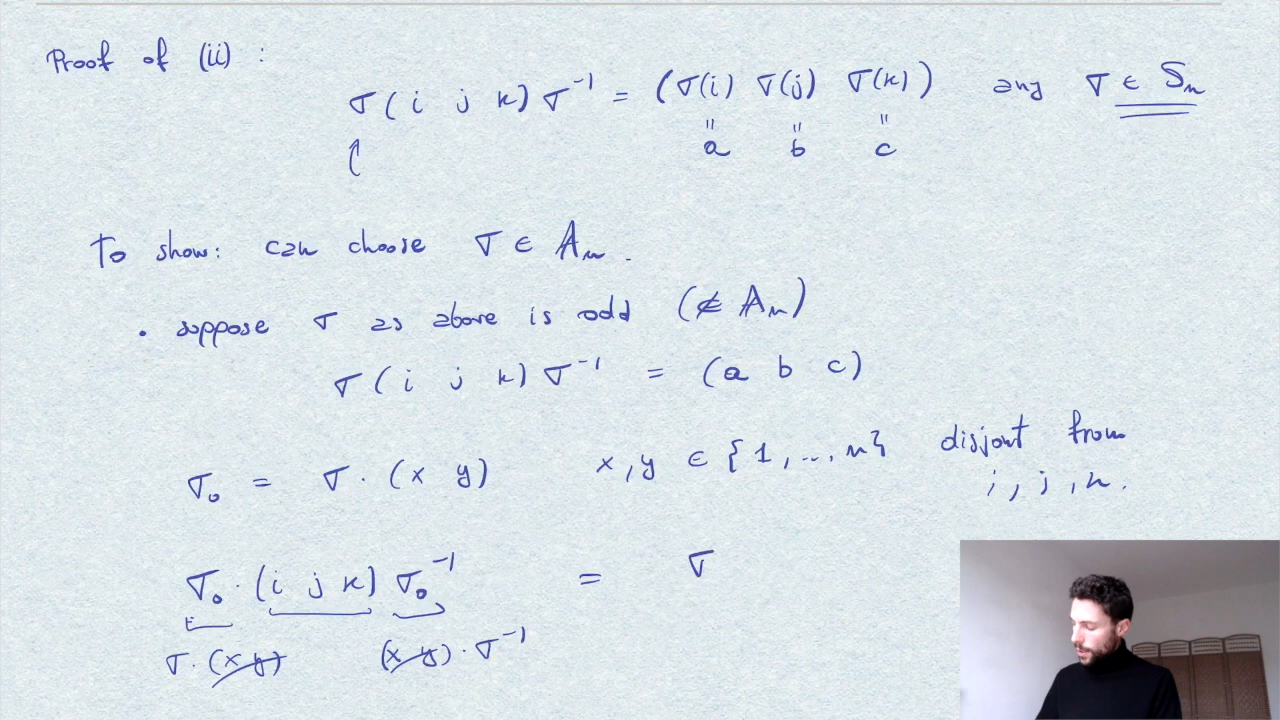 Proof of (ii) :
σ ( i j k ) σ⁻¹ = ( σ(i) σ(j) σ(k) ) any σ ∈ 𝕊ₙ
" " "
a b c
To show: can choose σ ∈ 𝔸ₙ .
• suppose σ as above is odd (∉ 𝔸ₙ)
σ ( i j k ) σ⁻¹ = ( a b c )
σ₀ = σ · ( x y ) x , y ∈ { 1 , ... , n } disjoint from
i , j , k .
σ₀ · ( i j k ) σ₀⁻¹ = σ
σ · ( x y ) ( x y ) · σ⁻¹